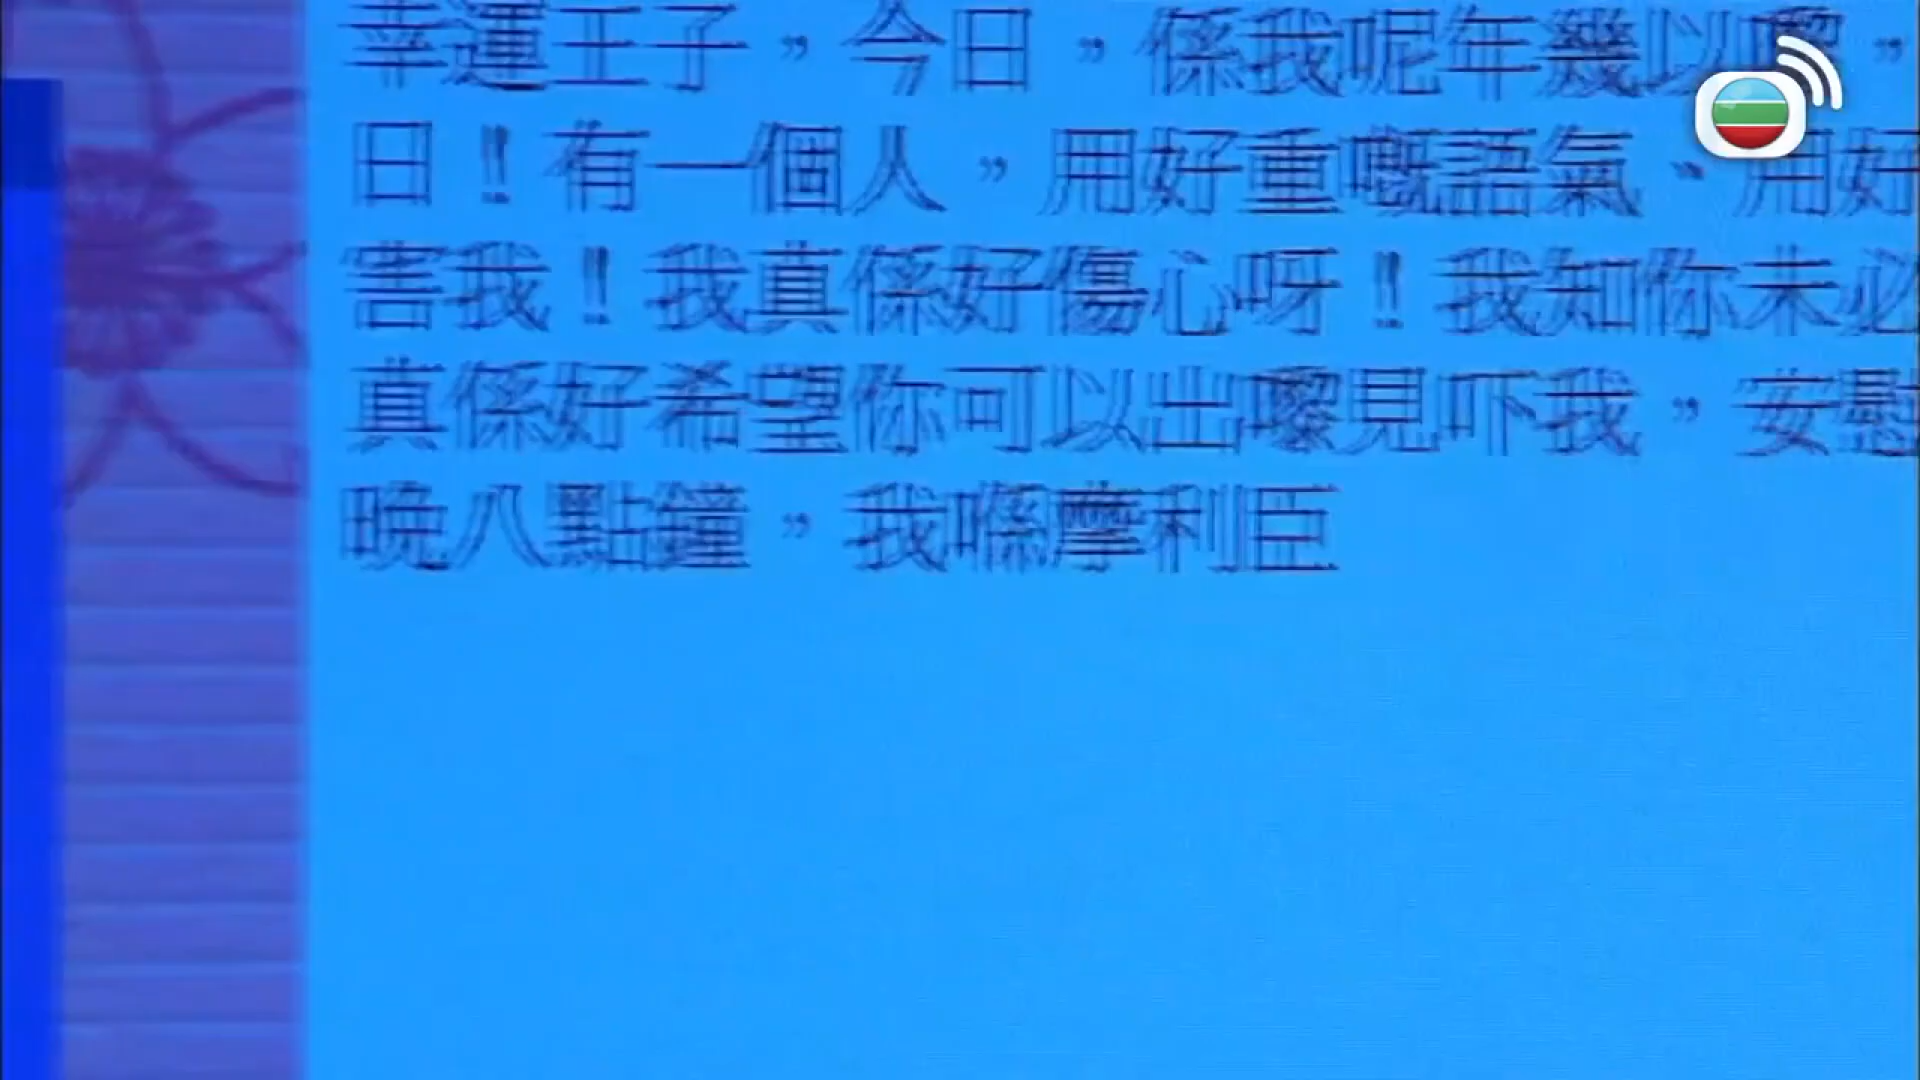 幸運王子，今日，係我呢年幾以嚟，
日！有一個人，用好重嘅語氣、用好
害我！我真係好傷心呀！我知你未必
真係好希望你可以出嚟見吓我，安慰
晚八點鐘，我喺摩利臣